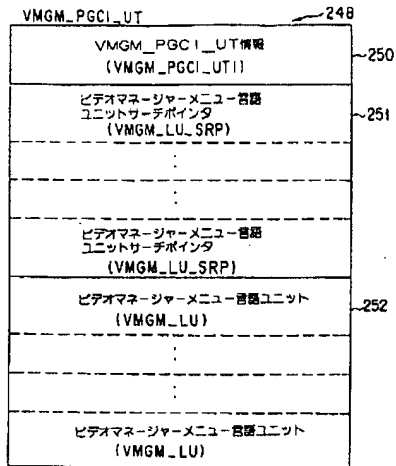 VMGM_PGCI_UT
248
VMGM_PGCI_UT情報
(VMGM_PGCI_UTI)
250
ビデオマネージャーメニュー言語
ユニットサーチポインタ
(VMGM_LU_SRP)
251
ビデオマネージャーメニュー言語
ユニットサーチポインタ
(VMGM_LU_SRP)
ビデオマネージャーメニュー言語ユニット
(VMGM_LU)
252
ビデオマネージャーメニュー言語ユニット
(VMGM_LU)